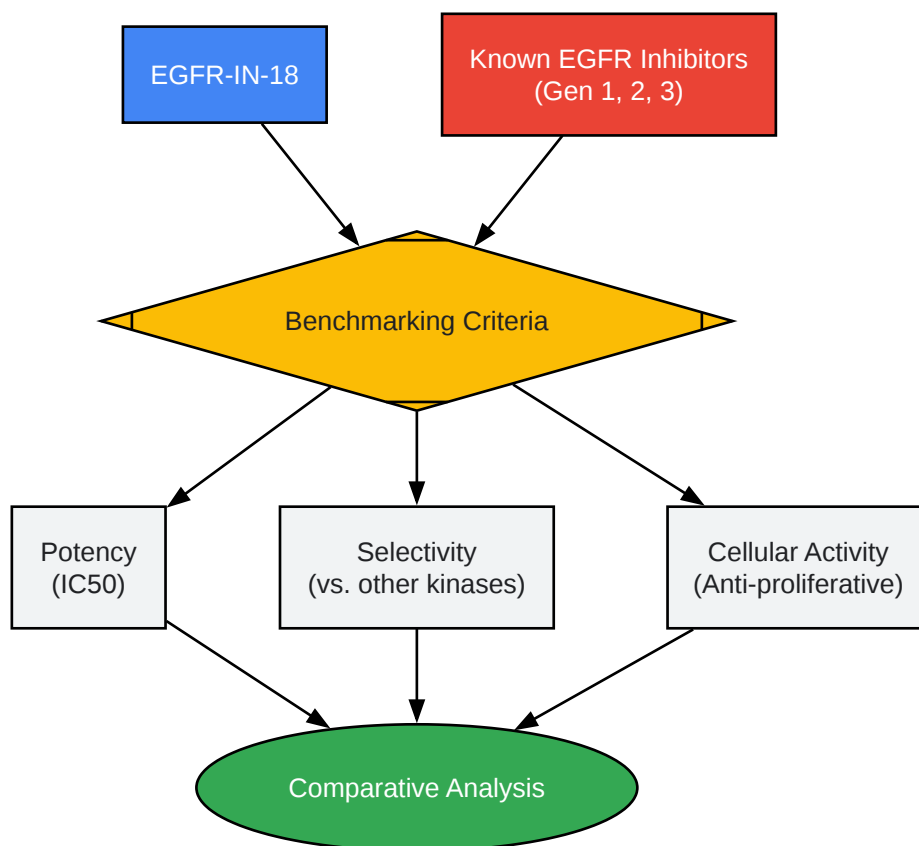 EGFR-IN-18
Known EGFR Inhibitors
(Gen 1, 2, 3)
Benchmarking Criteria
Potency
(IC50)
Selectivity
(vs. other kinases)
Cellular Activity
(Anti-proliferative)
Comparative Analysis